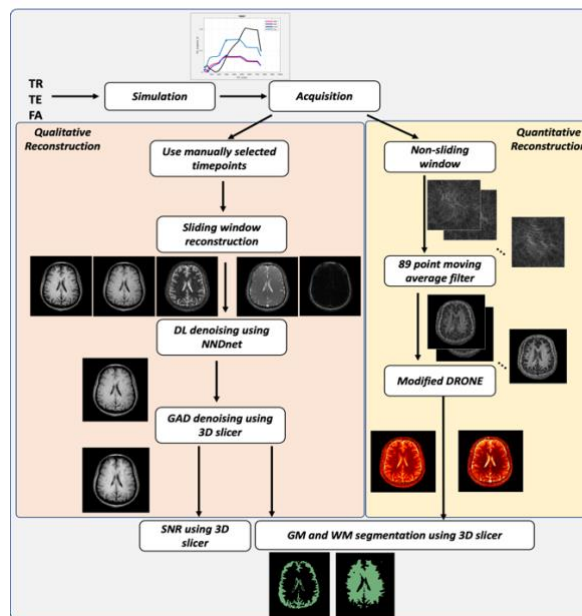 TR
TE
FA
Simulation
Acquisition
Qualitative
Reconstruction
Use manually selected
timepoints
Sliding window
reconstruction
DL denoising using
NNDnet
GAD denoising using
3D slicer
Quantitative
Reconstruction
Non-sliding
window
89 point moving
average filter
Modified DRONE
SNR using 3D
slicer
GM and WM segmentation using 3D slicer